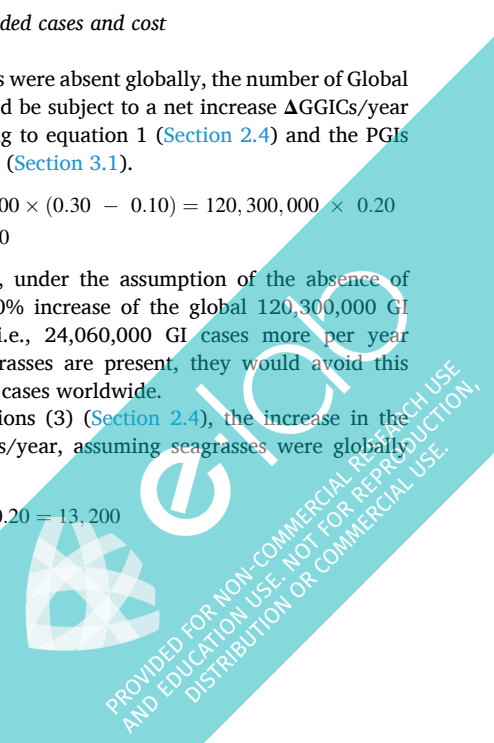 ded cases and cost
s were absent globally, the number of Global
d be subject to a net increase ΔGGICs/year
ng to equation 1 (Section 2.4) and the PGIs
(Section 3.1).
00 × (0.30 − 0.10) = 120, 300, 000 × 0.20
0
, under the assumption of the absence of
0% increase of the global 120,300,000 GI
i.e., 24,060,000 GI cases more per year
grasses are present, they would avoid this
cases worldwide.
ions (3) (Section 2.4), the increase in the
s/year, assuming seagrasses were globally
0.20 = 13, 200
e·lab
PROVIDED FOR NON-COMMERCIAL RESEARCH USE
AND EDUCATION USE. NOT FOR REPRODUCTION,
DISTRIBUTION OR COMMERCIAL USE.